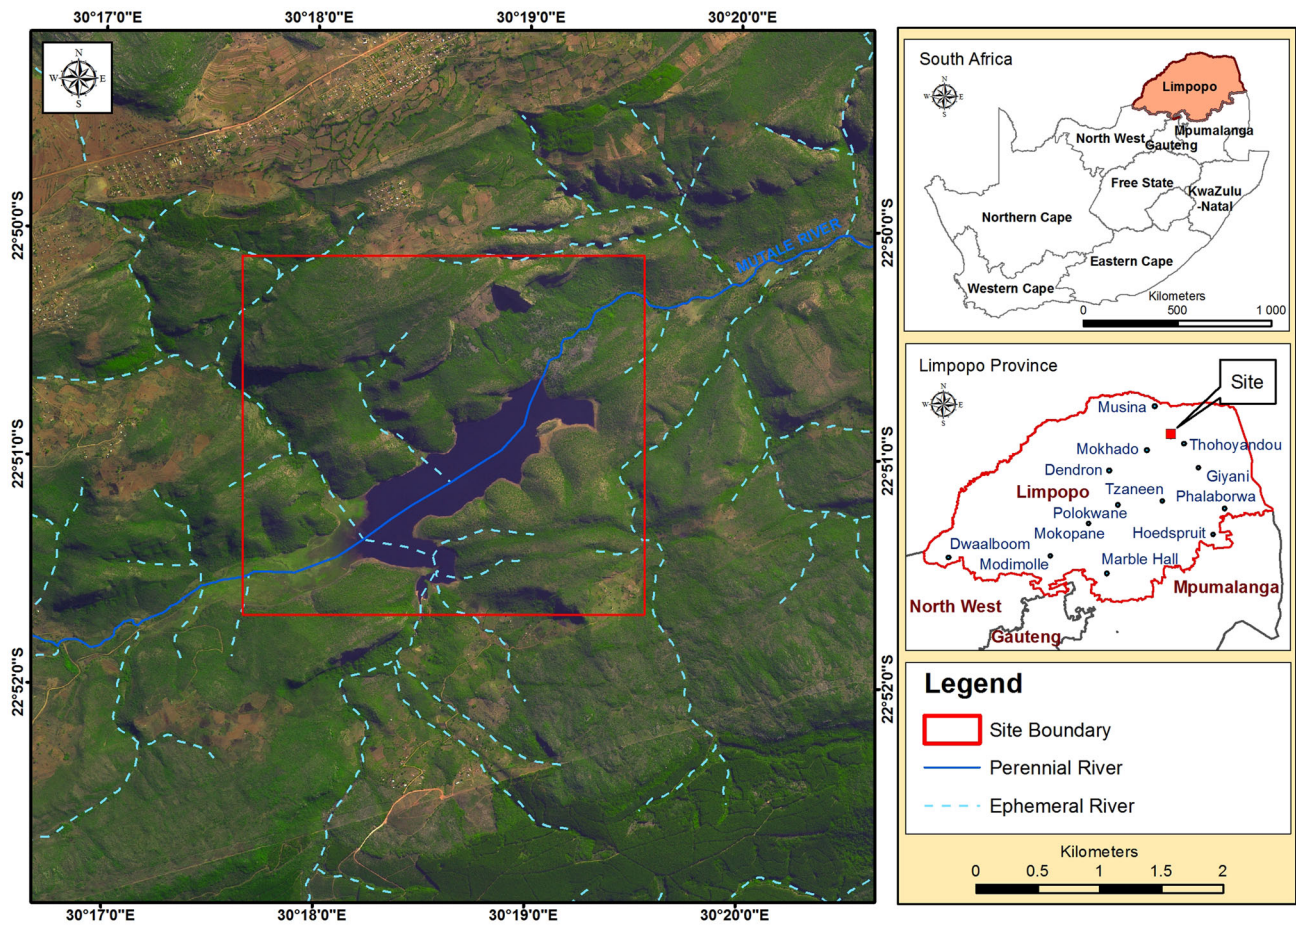 30°17'0"E 30°18'0"E 30°19'0"E 30°20'0"E
N
W E
S
22°50'0"S
22°51'0"S
22°52'0"S
MUTALE RIVER
22°50'0"S
22°51'0"S
22°52'0"S
30°17'0"E 30°18'0"E 30°19'0"E 30°20'0"E
South Africa
N
W E
S
Limpopo
Mpumalanga
North West
Gauteng
Free State
KwaZulu
-Natal
Northern Cape
Eastern Cape
Western Cape
Kilometers
0 500 1 000
Limpopo Province
N
W E
S
Site
Musina
Thohoyandou
Mokhado
Dendron
Giyani
Tzaneen
Limpopo
Phalaborwa
Polokwane
Mokopane
Hoedspruit
Dwaalboom
Modimolle
Marble Hall
Mpumalanga
North West
Gauteng
Legend
Site Boundary
Perennial River
Ephemeral River
Kilometers
0 0.5 1 1.5 2